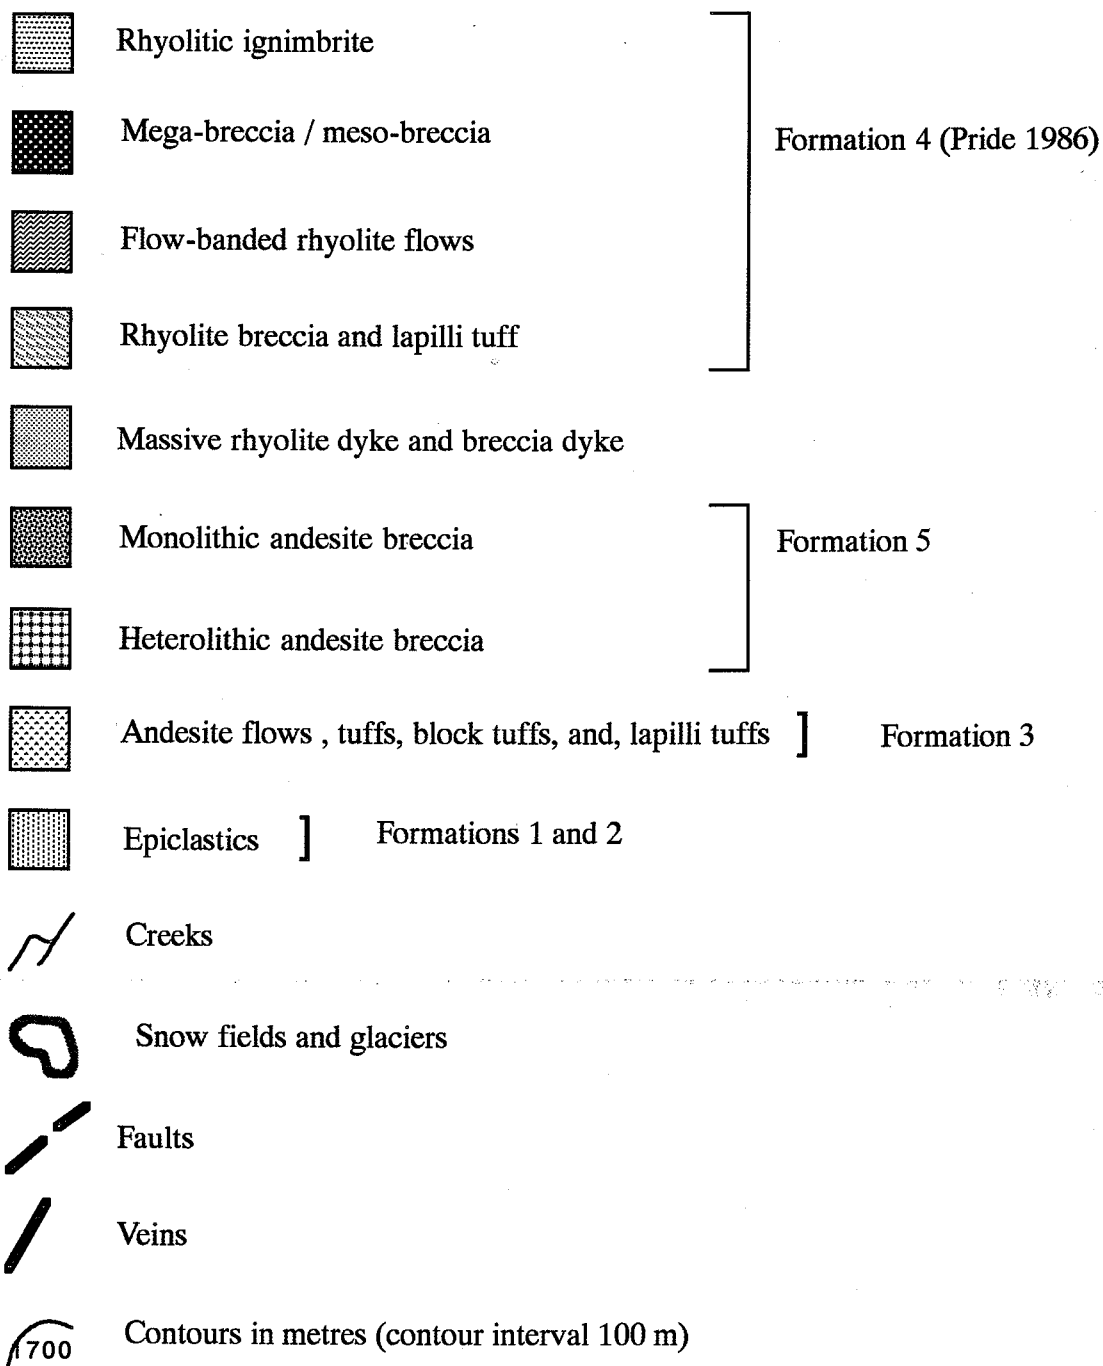 Rhyolitic ignimbrite
Mega-breccia / meso-breccia
Formation 4 (Pride 1986)
Flow-banded rhyolite flows
Rhyolite breccia and lapilli tuff
Massive rhyolite dyke and breccia dyke
Monolithic andesite breccia
Formation 5
Heterolithic andesite breccia
Andesite flows , tuffs, block tuffs, and, lapilli tuffs ] Formation 3
Epiclastics ] Formations 1 and 2
Creeks
Snow fields and glaciers
Faults
Veins
1700 Contours in metres (contour interval 100 m)